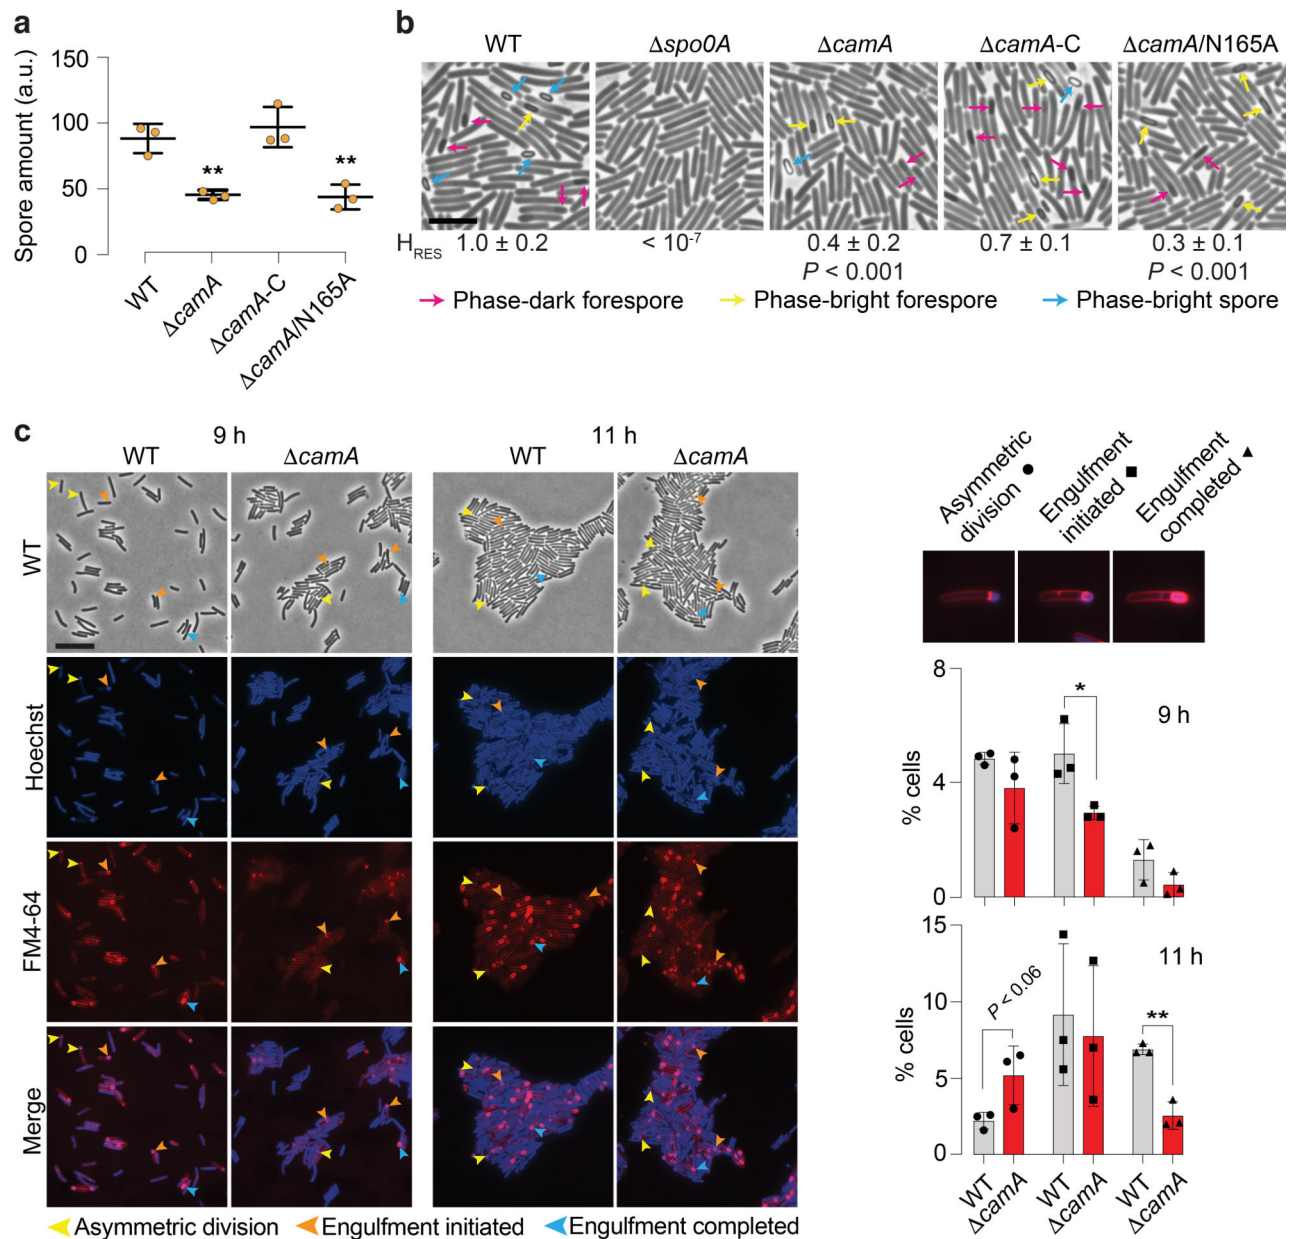 a
Spore amount (a.u.)
150
100
50
0
**
**
WT
ΔcamA
ΔcamA-C
ΔcamA/N165A
b
WT
Δspo0A
ΔcamA
ΔcamA-C
ΔcamA/N165A
H_RES 1.0 ± 0.2 < 10⁻⁷ 0.4 ± 0.2 0.7 ± 0.1 0.3 ± 0.1
P < 0.001 P < 0.001
Phase-dark forespore
Phase-bright forespore
Phase-bright spore
c
9 h
11 h
WT
ΔcamA
WT
ΔcamA
WT
Hoechst
FM4-64
Merge
Asymmetric division
Engulfment initiated
Engulfment completed
Asymmetric
division
Engulfment
initiated
Engulfment
completed
8
4
0
% cells
*
9 h
15
10
5
0
% cells
P < 0.06
**
11 h
WT
ΔcamA
WT
ΔcamA
WT
ΔcamA